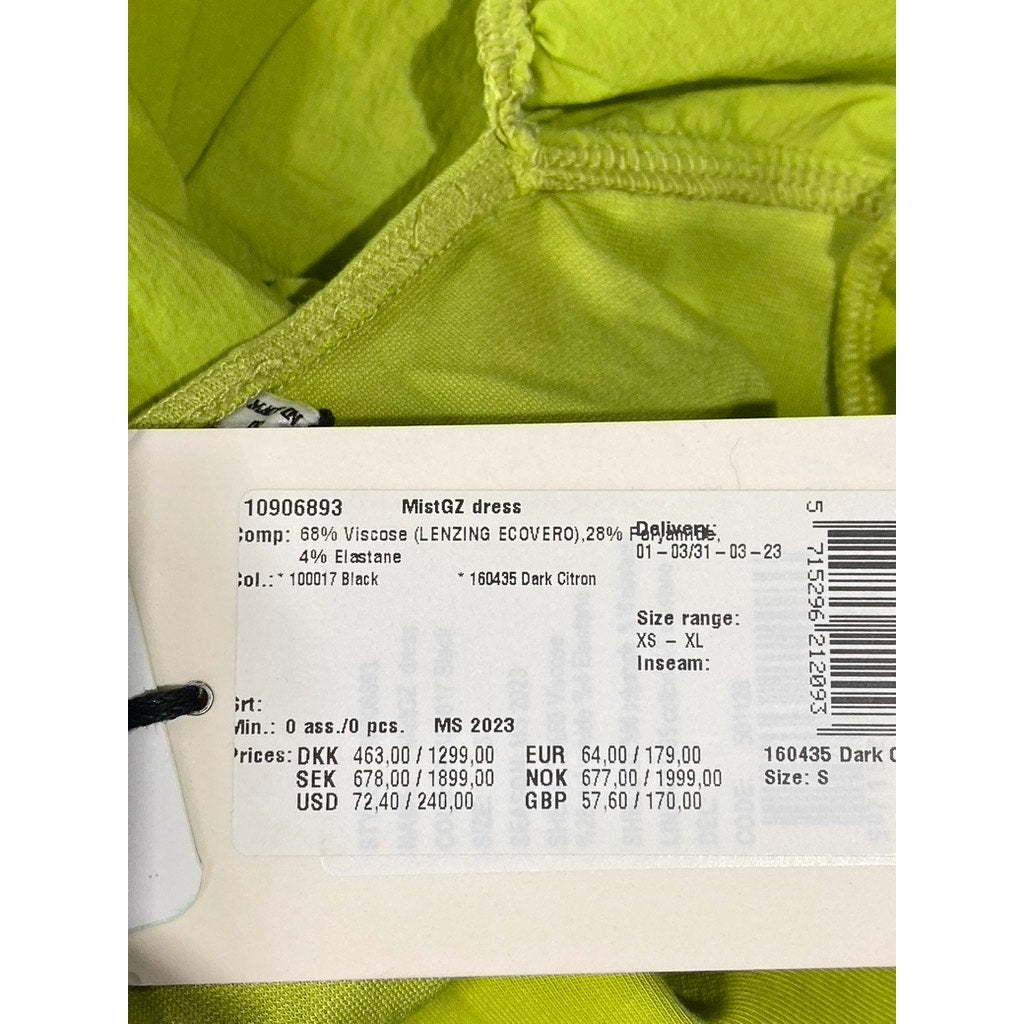 10906893 MistGZ dress
Comp: 68% Viscose (LENZING ECOVERO),28% Polyamide,
4% Elastane
Col.: * 100017 Black * 160435 Dark Citron
Delivery:
01-03/31-03-23
Size range:
XS - XL
Inseam:
Srt:
Min.: 0 ass./0 pcs. MS 2023
Prices: DKK 463,00 / 1299,00 EUR 64,00 / 179,00
SEK 678,00 / 1899,00 NOK 677,00 / 1999,00
USD 72,40 / 240,00 GBP 57,60 / 170,00
5 715296 212093
160435 Dark C
Size: S